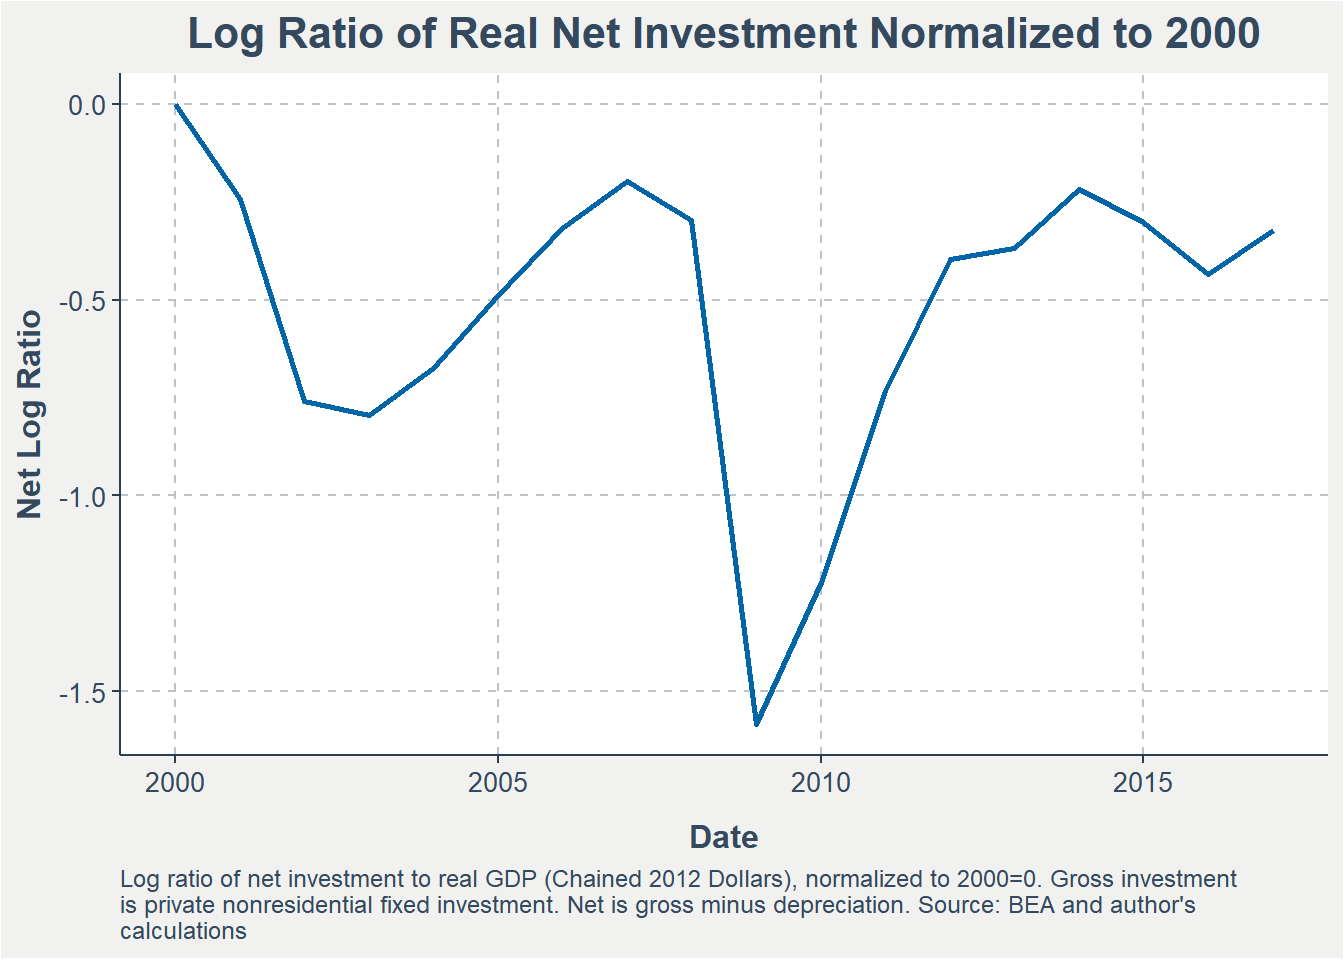 Log Ratio of Real Net Investment Normalized to 2000
Net Log Ratio
0.0
-0.5
-1.0
-1.5
2000
2005
2010
2015
Date
Log ratio of net investment to real GDP (Chained 2012 Dollars), normalized to 2000=0. Gross investment
is private nonresidential fixed investment. Net is gross minus depreciation. Source: BEA and author's
calculations